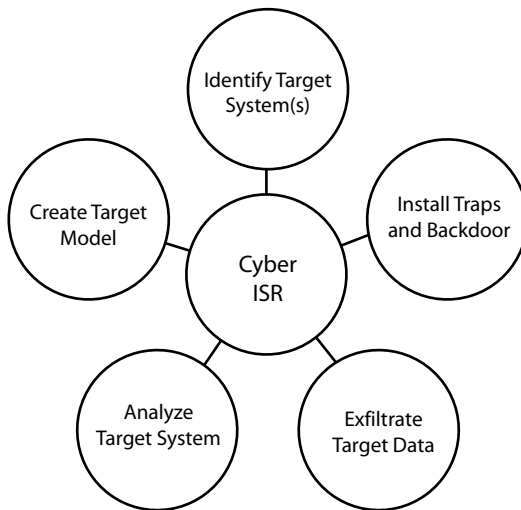 Identify Target
System(s)
Create Target
Model
Install Traps
and Backdoor
Cyber
ISR
Analyze
Target System
Exfiltrate
Target Data